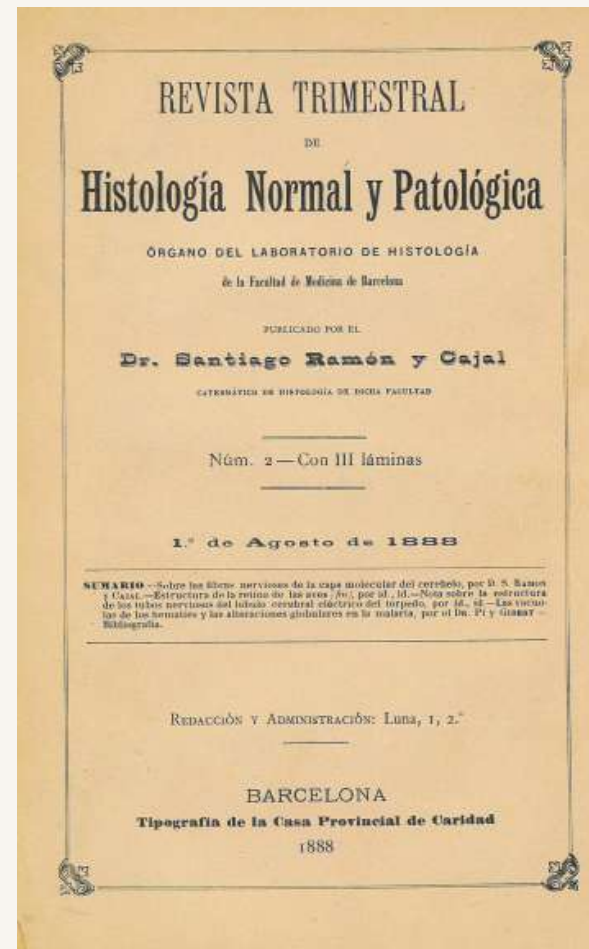 REVISTA TRIMESTRAL
DE
Histología Normal y Patológica
ÓRGANO DEL LABORATORIO DE HISTOLOGÍA
de la Facultad de Medicina de Barcelona
PUBLICADO POR EL
Dr. Santiago Ramón y Cajal
CATEDRÁTICO DE HISTOLOGÍA DE DICHA FACULTAD
Núm. 2 — Con III láminas
1.º de Agosto de 1888
SUMARIO.—Sobre las fibras nerviosas de la capa molecular del cerebelo, por D. S. RAMÓN
Y CAJAL.—Estructura de la retina de las aves (fin), por id., id.—Nota sobre la estructura
de los tubos nerviosos del lóbulo cerebral eléctrico del torpedo, por id., id.—Las vacuo-
las de los hematíes y las alteraciones globulares en la malaria, por el DR. PÍ Y GIBERT.—
Bibliografía.
REDACCIÓN Y ADMINISTRACIÓN: Luna, 1, 2.º
BARCELONA
Tipografía de la Casa Provincial de Caridad
1888